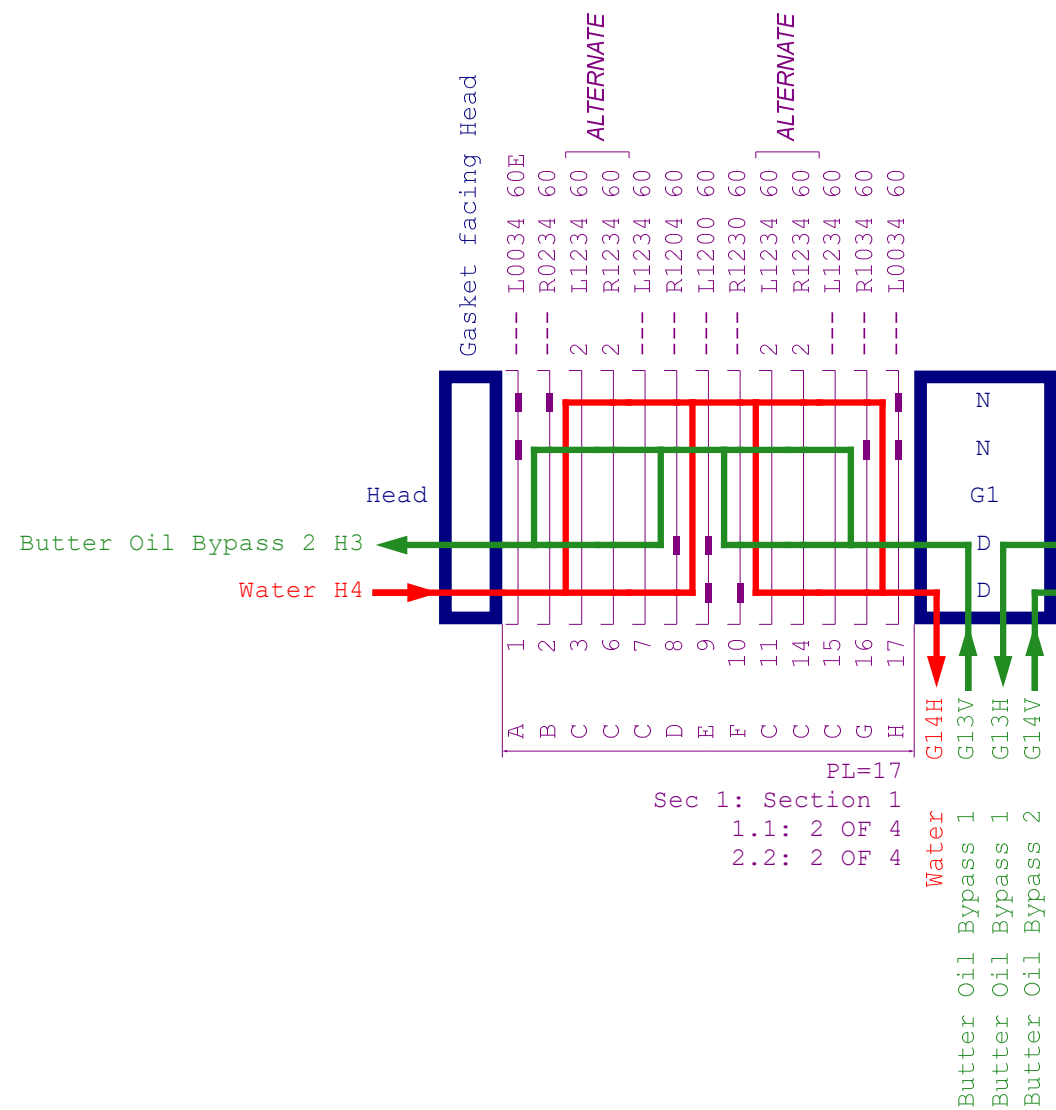 ALTERNATE
ALTERNATE
Gasket facing Head
---- L0034 60E
---- R0234 60
2 L1234 60
2 R1234 60
---- L1234 60
---- R1204 60
---- L1200 60
---- R1230 60
2 L1234 60
2 R1234 60
---- L1234 60
---- R1034 60
---- L0034 60
N
N
Head
G1
Butter Oil Bypass 2 H3
D
Water H4
D
1 2 3 6 7 8 9 10 11 14 15 16 17
A B C C C D E F C C C G H
G14H
G13V
G13H
G14V
PL=17
Sec 1: Section 1
1.1: 2 OF 4
2.2: 2 OF 4
Water
Butter Oil Bypass 1
Butter Oil Bypass 1
Butter Oil Bypass 2